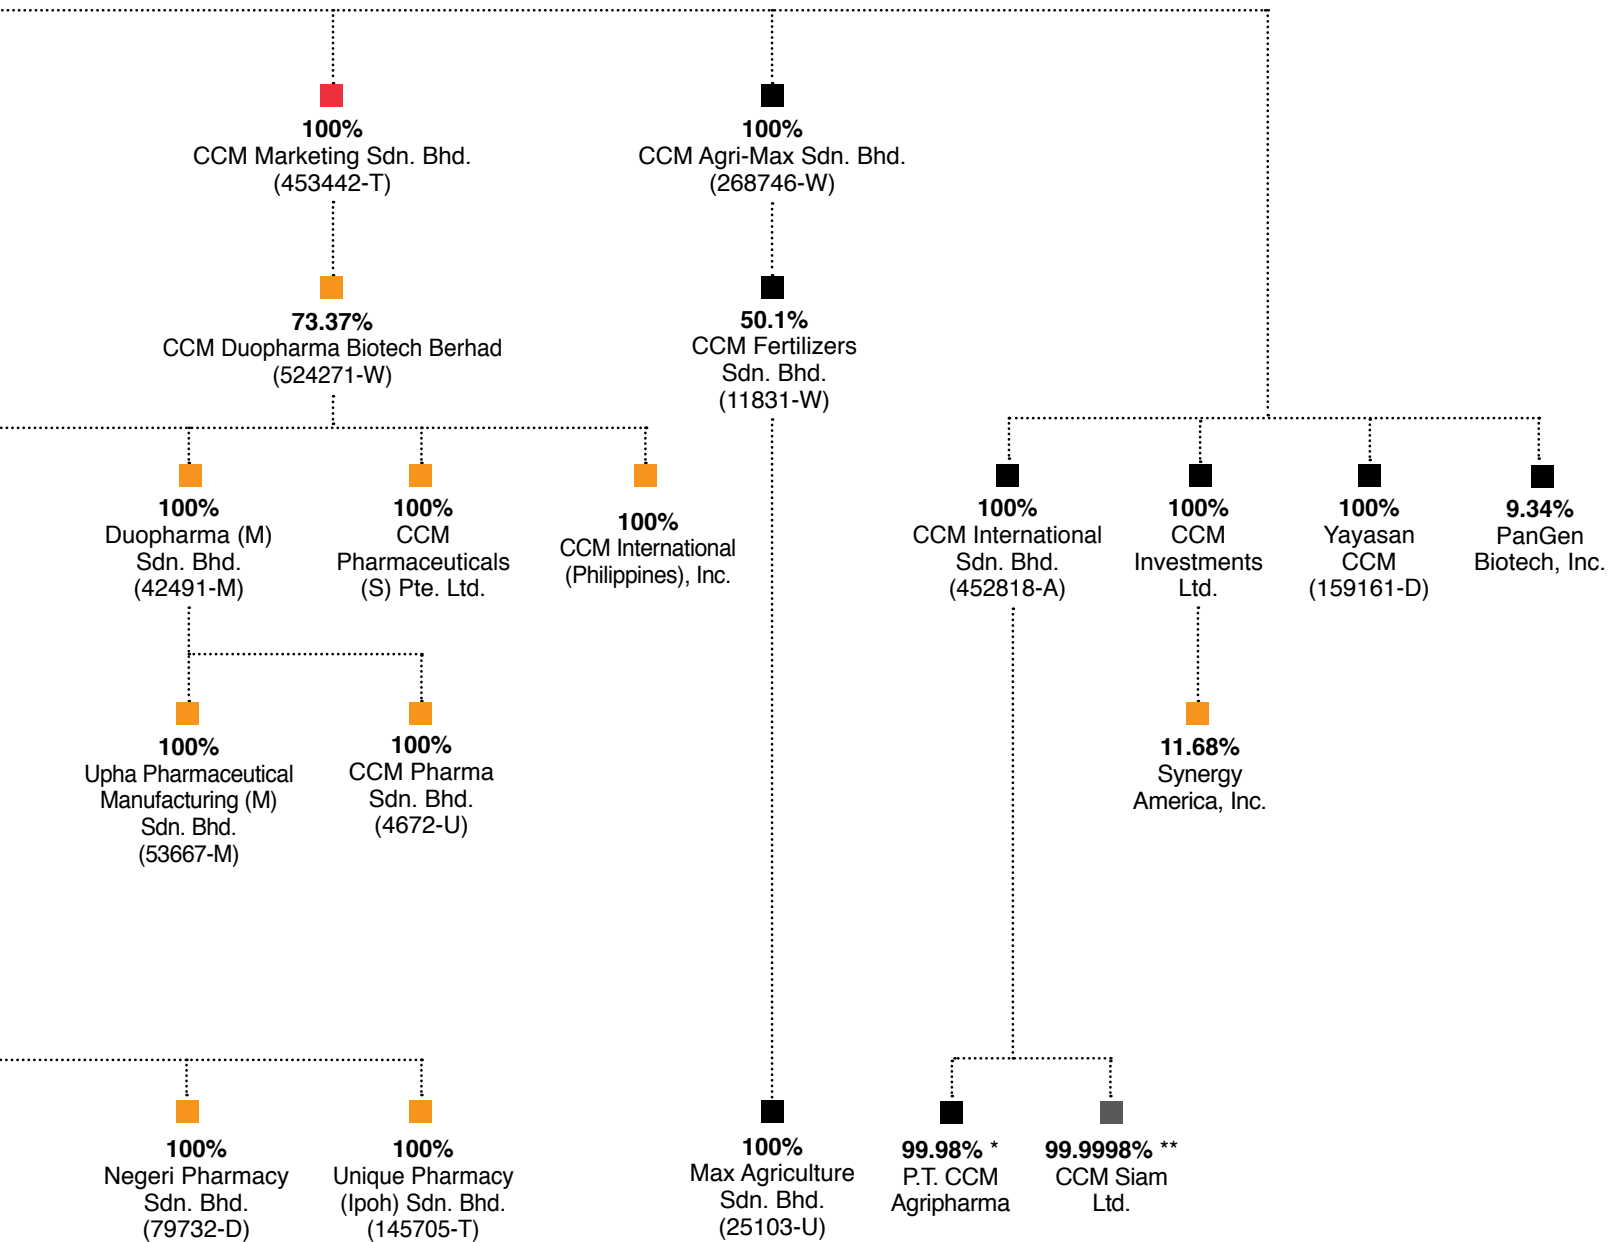 100%
CCM Marketing Sdn. Bhd.
(453442-T)
100%
CCM Agri-Max Sdn. Bhd.
(268746-W)
73.37%
CCM Duopharma Biotech Berhad
(524271-W)
50.1%
CCM Fertilizers
Sdn. Bhd.
(11831-W)
100%
Duopharma (M)
Sdn. Bhd.
(42491-M)
100%
CCM
Pharmaceuticals
(S) Pte. Ltd.
100%
CCM International
(Philippines), Inc.
100%
CCM International
Sdn. Bhd.
(452818-A)
100%
CCM
Investments
Ltd.
100%
Yayasan
CCM
(159161-D)
9.34%
PanGen
Biotech, Inc.
100%
Upha Pharmaceutical
Manufacturing (M)
Sdn. Bhd.
(53667-M)
100%
CCM Pharma
Sdn. Bhd.
(4672-U)
11.68%
Synergy
America, Inc.
100%
Negeri Pharmacy
Sdn. Bhd.
(79732-D)
100%
Unique Pharmacy
(Ipoh) Sdn. Bhd.
(145705-T)
100%
Max Agriculture
Sdn. Bhd.
(25103-U)
99.98% *
P.T. CCM
Agripharma
99.9998% **
CCM Siam
Ltd.